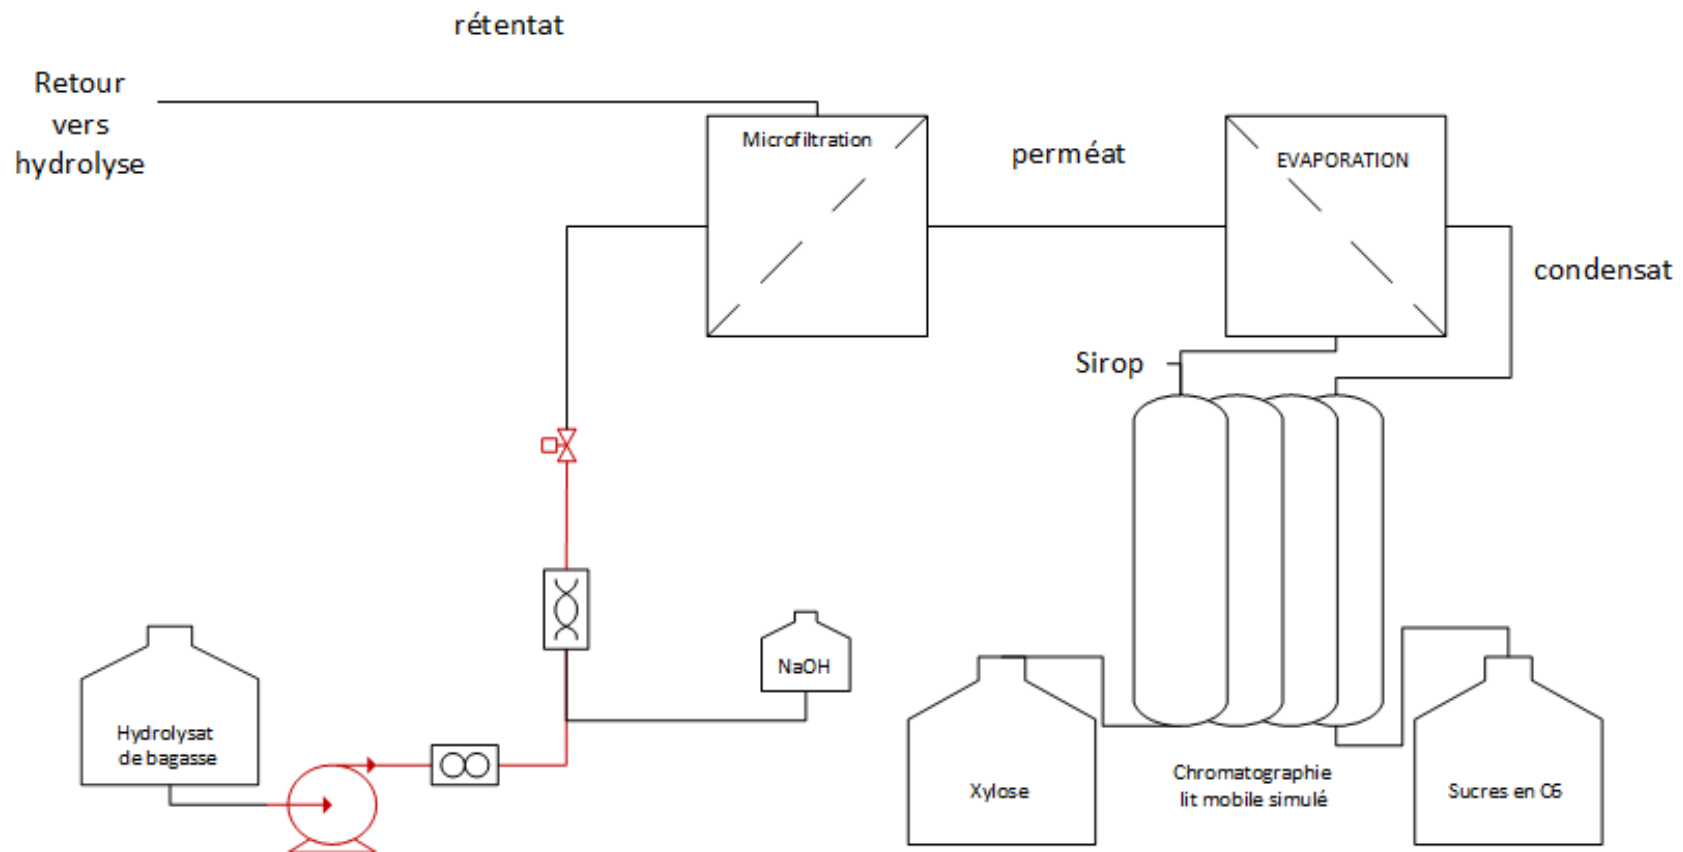 rétentat
Retour
vers
hydrolyse
Microfiltration
perméat
EVAPORATION
condensat
Sirop
NaOH
Hydrolysat
de bagasse
Xylose
Chromatographie
lit mobile simulé
Sucres en C6